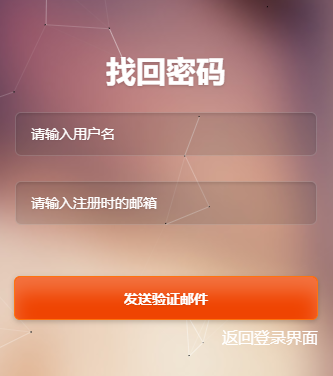 找回密码
请输入用户名
请输入注册时的邮箱
发送验证邮件
返回登录界面